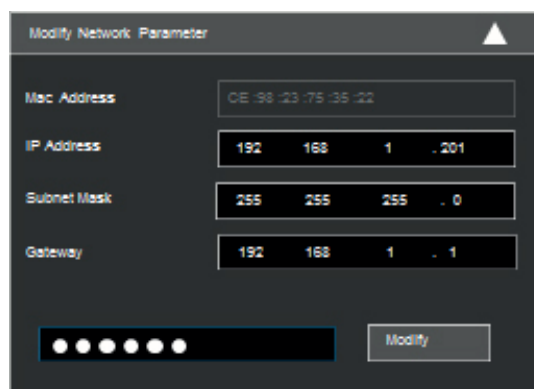 Modify Network Parameter
Mac Address CE:98:23:75:35:22
IP Address 192 168 1 . 201
Subnet Mask 255 255 255 . 0
Gateway 192 168 1 . 1
●●●●●●
Modify